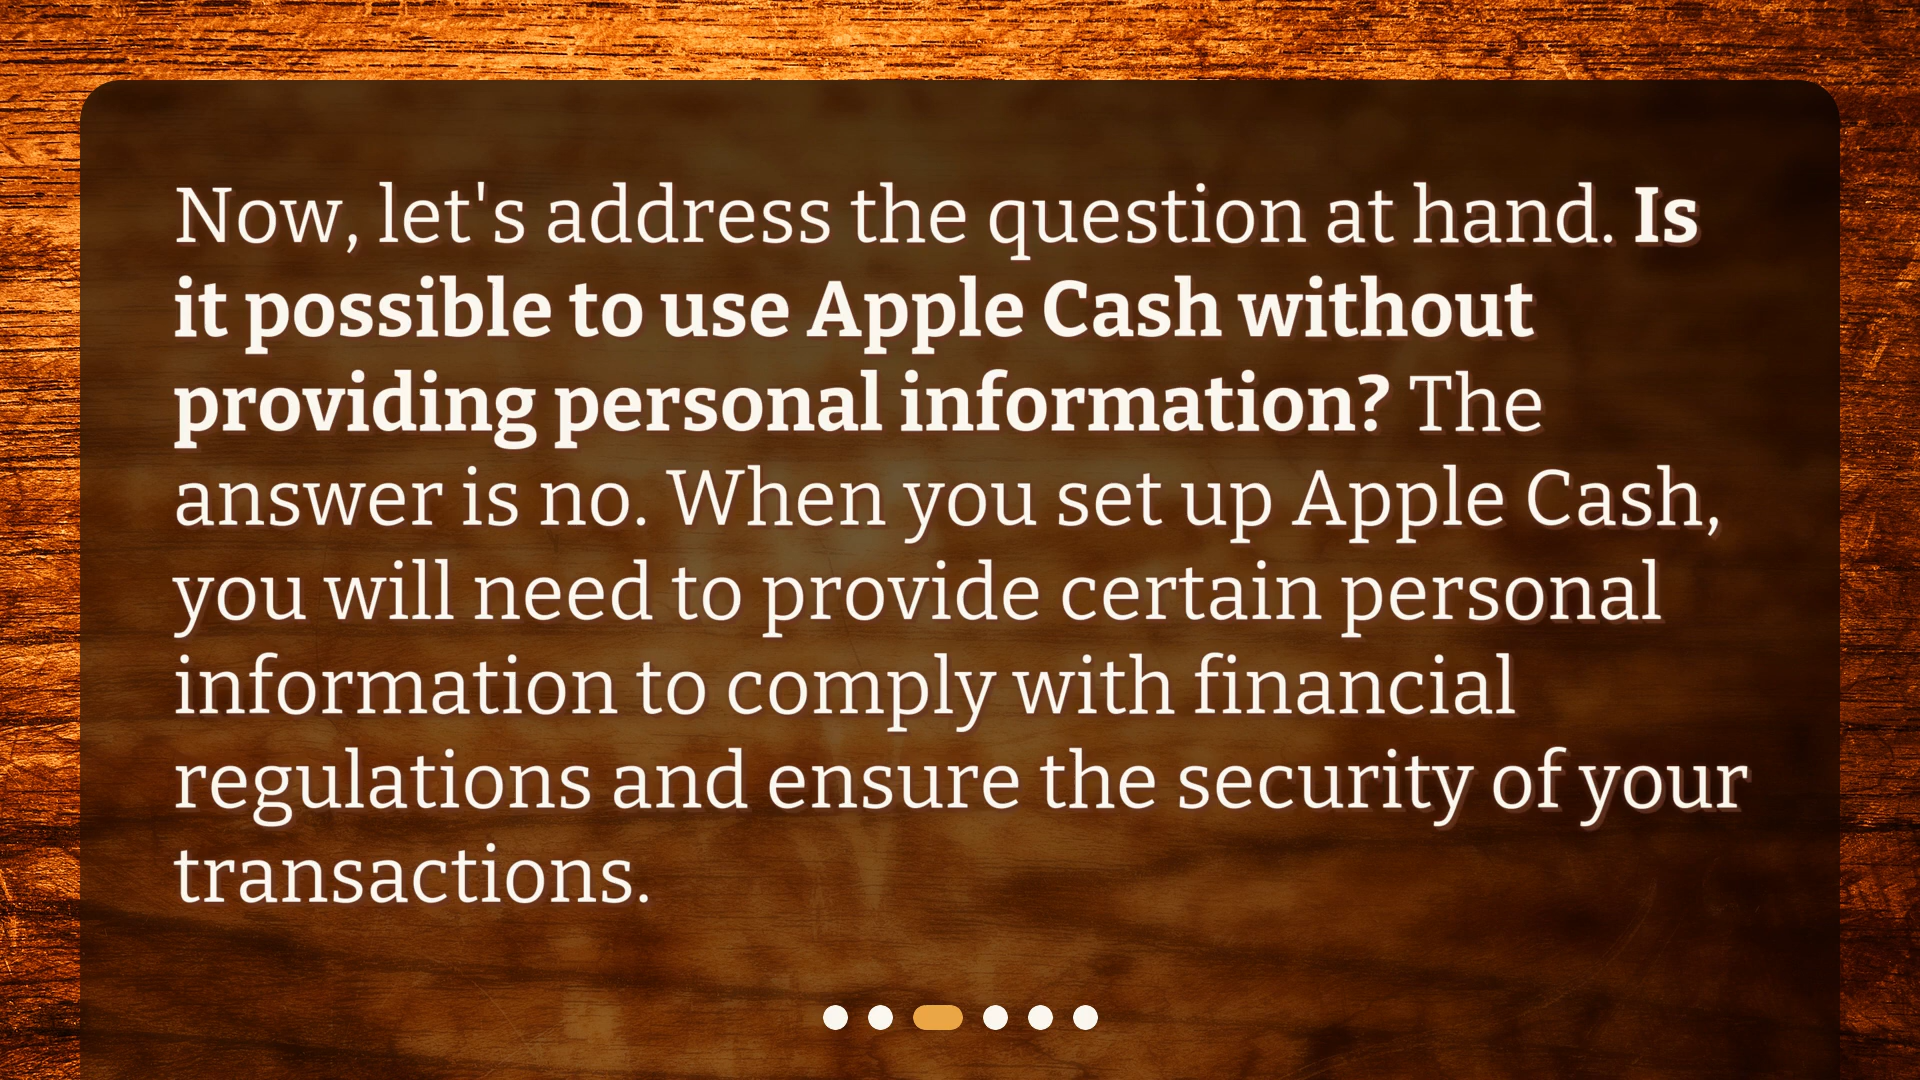 Now, let's address the question at hand. Is
it possible to use Apple Cash without
providing personal information? The
answer is no. When you set up Apple Cash,
you will need to provide certain personal
information to comply with financial
regulations and ensure the security of your
transactions.